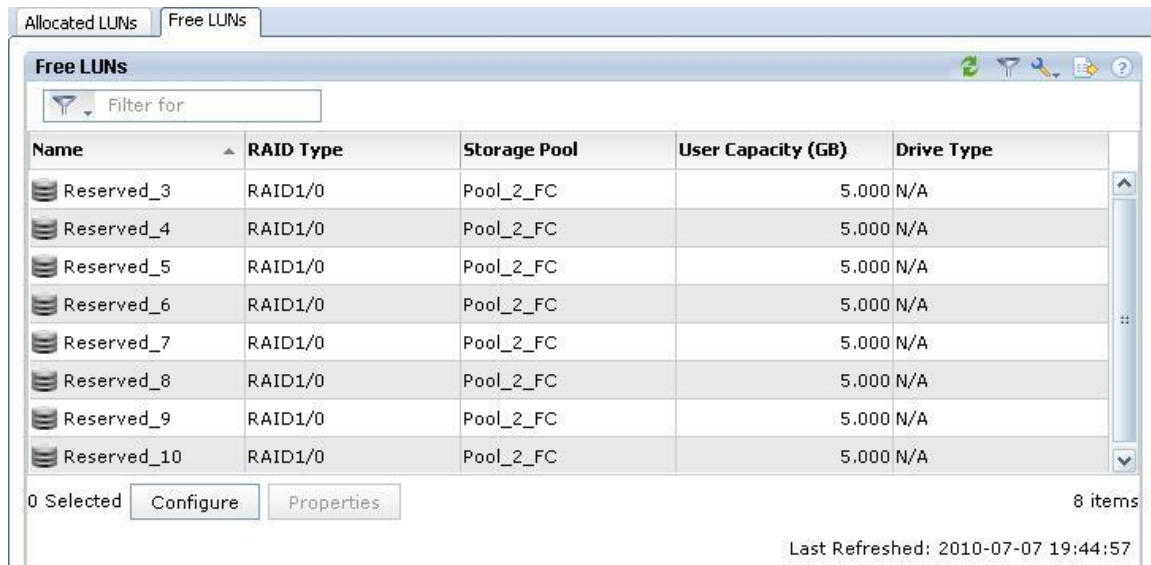 Allocated LUNs Free LUNs
Free LUNs
Filter for
Name RAID Type Storage Pool User Capacity (GB) Drive Type
Reserved_3 RAID1/0 Pool_2_FC 5.000 N/A
Reserved_4 RAID1/0 Pool_2_FC 5.000 N/A
Reserved_5 RAID1/0 Pool_2_FC 5.000 N/A
Reserved_6 RAID1/0 Pool_2_FC 5.000 N/A
Reserved_7 RAID1/0 Pool_2_FC 5.000 N/A
Reserved_8 RAID1/0 Pool_2_FC 5.000 N/A
Reserved_9 RAID1/0 Pool_2_FC 5.000 N/A
Reserved_10 RAID1/0 Pool_2_FC 5.000 N/A
0 Selected Configure Properties 8 items
Last Refreshed: 2010-07-07 19:44:57